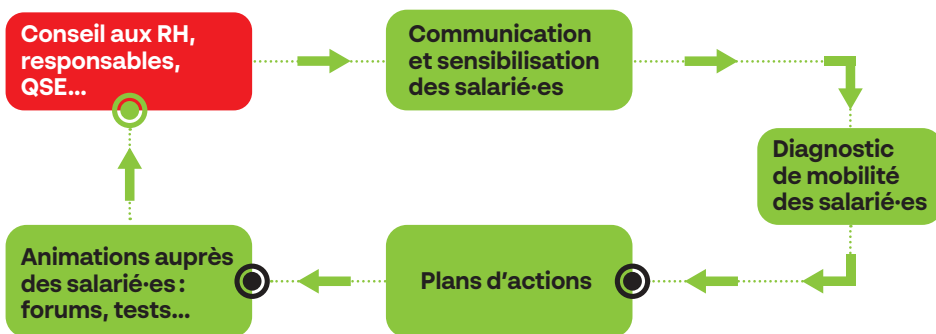 Conseil aux RH,
responsables,
QSE...
Communication
et sensibilisation
des salarié·es
Diagnostic
de mobilité
des salarié·es
Plans d’actions
Animations auprès
des salarié·es :
forums, tests...